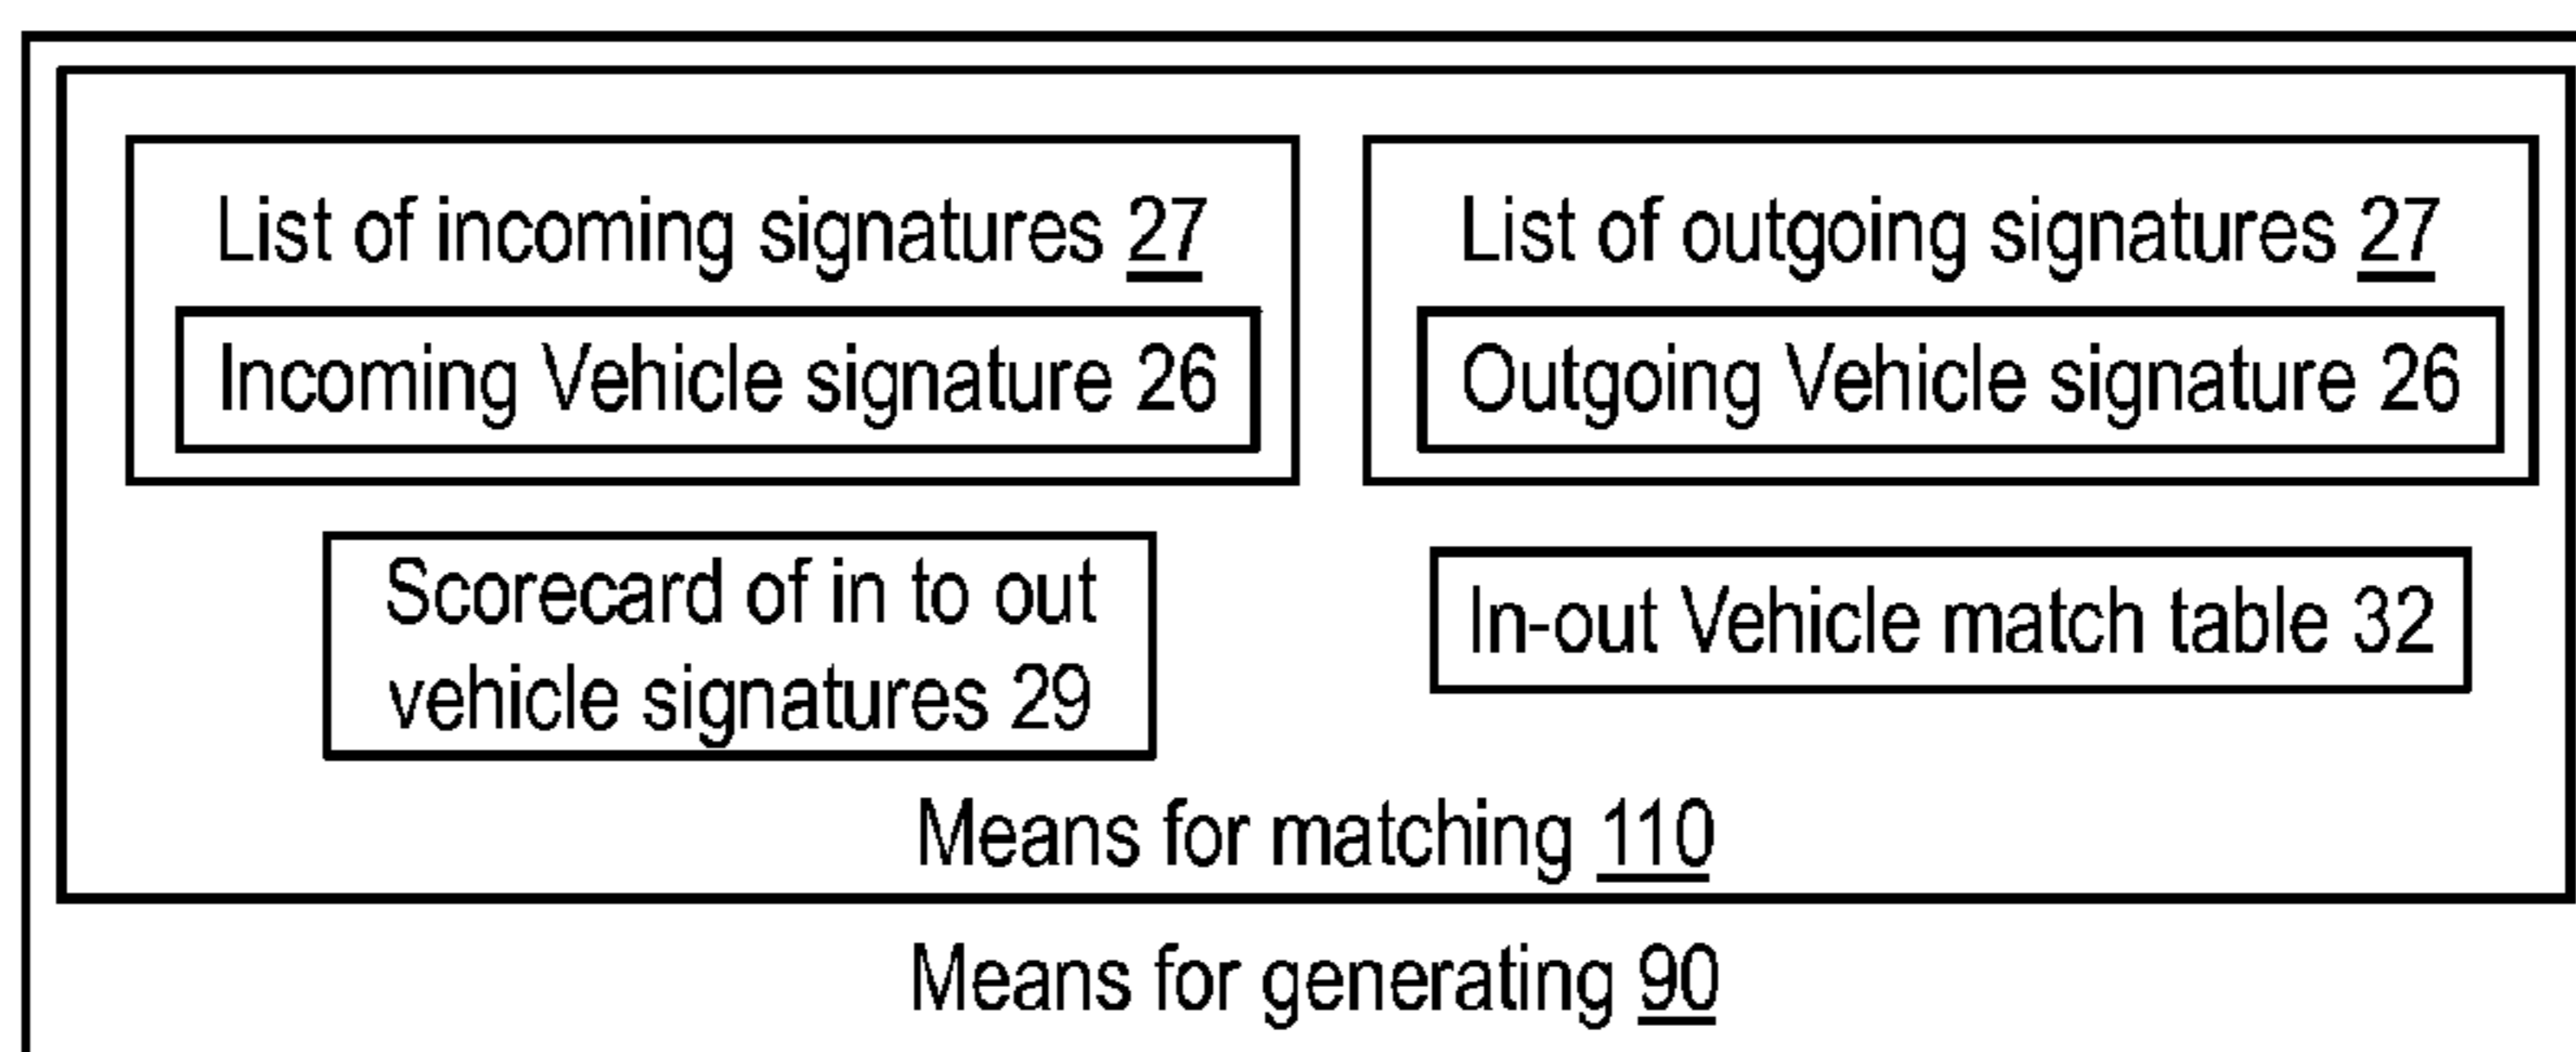 List of incoming signatures 27
Incoming Vehicle signature 26
List of outgoing signatures 27
Outgoing Vehicle signature 26
Scorecard of in to out
vehicle signatures 29
In-out Vehicle match table 32
Means for matching 110
Means for generating 90